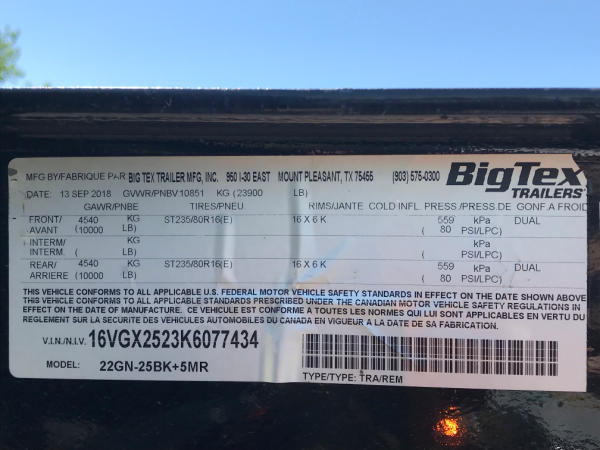 MFG BY/FABRIQUE PAR BIG TEX TRAILER MFG, INC. 950 I-30 EAST MOUNT PLEASANT, TX 75455 (903) 575-0300 BigTex
TRAILERS
DATE: 13 SEP 2018 GVWR/PNBV:10851 KG (23900 LB)
GAWR/PNBE TIRES/PNEU. RIMS/JANTE COLD INFL. PRESS./PRESS.DE GONF.A FROID
FRONT/ 4540 KG ST235/80R16(E) 16 X 6 K 559 kPa DUAL
AVANT (10000 LB) ( 80 PSI/LPC)
INTERM/ KG kPa
INTERM. ( LB) ( PSI/LPC)
REAR/ 4540 KG ST235/80R16(E) 16 X 6 K 559 kPa DUAL
ARRIERE (10000 LB) ( 80 PSI/LPC)
THIS VEHICLE CONFORMS TO ALL APPLICABLE U.S. FEDERAL MOTOR VEHICLE SAFETY STANDARDS IN EFFECT ON THE DATE SHOWN ABOVE
THIS VEHICLE CONFORMS TO ALL APPLICABLE STANDARDS PRESCRIBED UNDER THE CANADIAN MOTOR VEHICLE SAFETY REGULATIONS IN
EFFECT ON THE DATE OF MANUFACTURE. CE VEHICULE EST CONFORME A TOUTES LES NORMES QUI LUI SONT APPLICABLES EN VERTU DU
REGLEMENT SUR LA SECURITE DES VEHICULES AUTOMOBILES DU CANADA EN VIGUEUR A LA DATE DE SA FABRICATION
V.I.N./N.I.V. 16VGX2523K6077434
MODEL: 22GN-25BK+5MR
TYPE/TYPE: TRA/REM